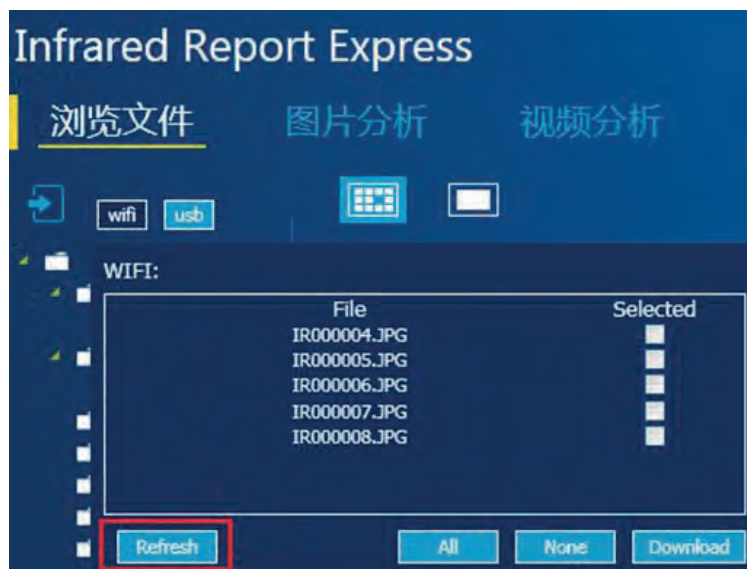 Infrared Report Express
浏览文件 图片分析 视频分析
wifi usb
WIFI:
File Selected
IR000004.JPG
IR000005.JPG
IR000006.JPG
IR000007.JPG
IR000008.JPG
Refresh All None Download